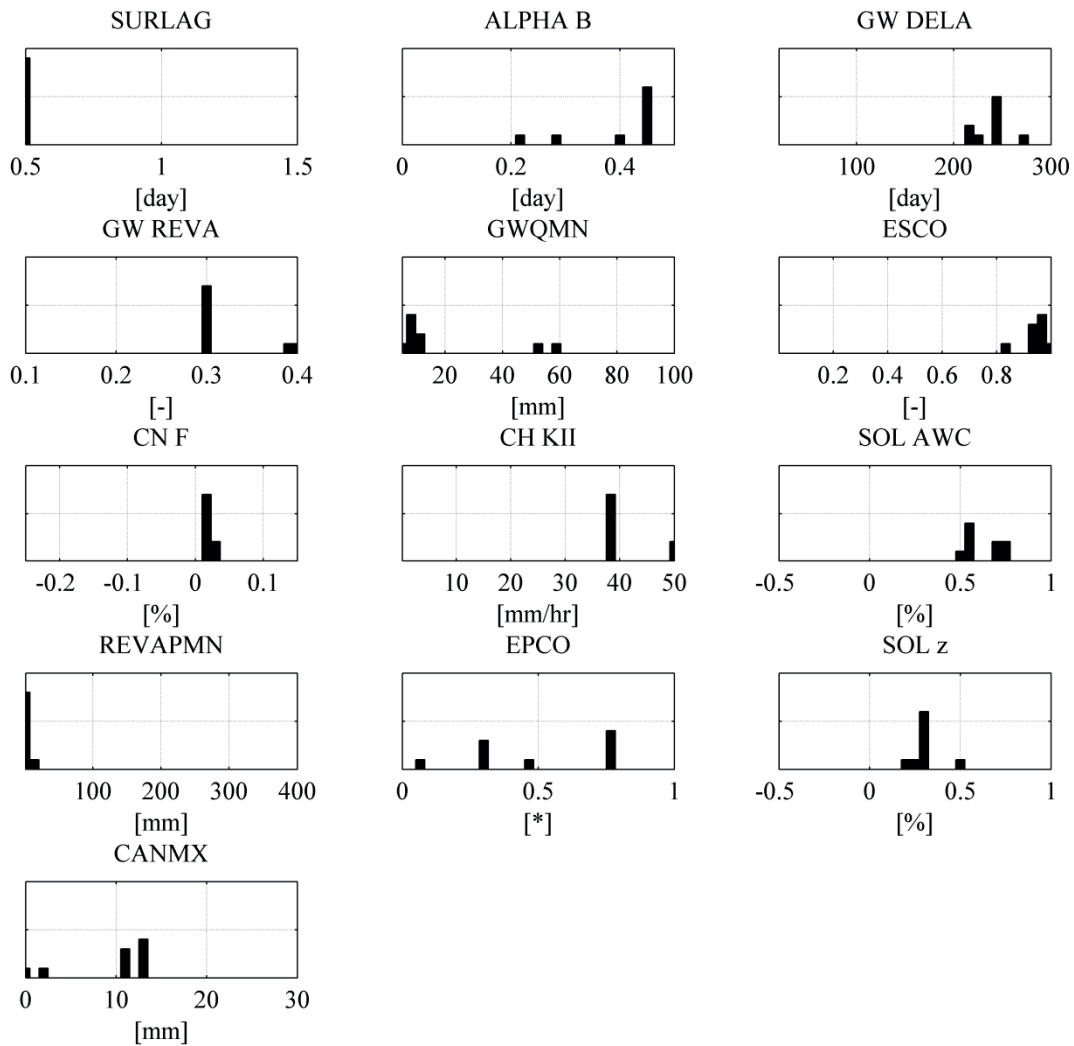 SURLAG
ALPHA B
GW DELA
0.5 1 1.5
0 0.2 0.4
100 200 300
[day]
[day]
[day]
GW REVA
GWQMN
ESCO
0.1 0.2 0.3 0.4
20 40 60 80 100
0.2 0.4 0.6 0.8
[-]
[mm]
[-]
CN F
CH KII
SOL AWC
-0.2 -0.1 0 0.1
10 20 30 40 50
-0.5 0 0.5 1
[%]
[mm/hr]
[%]
REVAPMN
EPCO
SOL z
100 200 300 400
0 0.5 1
-0.5 0 0.5 1
[mm]
[*]
[%]
CANMX
0 10 20 30
[mm]